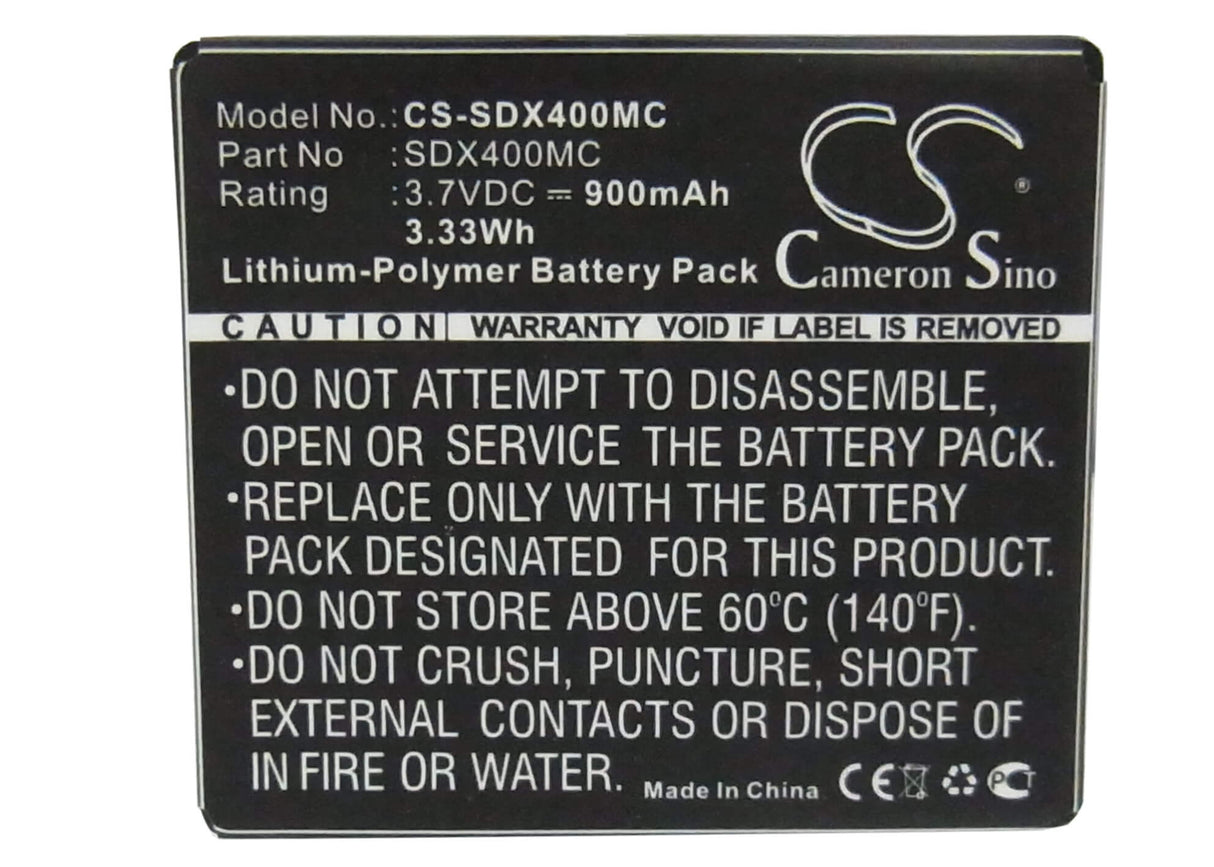 Model No.: CS-SDX400MC
Part No : SDX400MC
Rating : 3.7VDC ⎓ 900mAh
3.33Wh
Lithium-Polymer Battery Pack
CS ®
Cameron Sino
CAUTION | WARRANTY VOID IF LABEL IS REMOVED
•DO NOT ATTEMPT TO DISASSEMBLE,
OPEN OR SERVICE THE BATTERY PACK.
•REPLACE ONLY WITH THE BATTERY
PACK DESIGNATED FOR THIS PRODUCT.
•DO NOT STORE ABOVE 60°C (140°F).
•DO NOT CRUSH, PUNCTURE, SHORT
EXTERNAL CONTACTS OR DISPOSE OF
IN FIRE OR WATER.
Made In China CE PCT